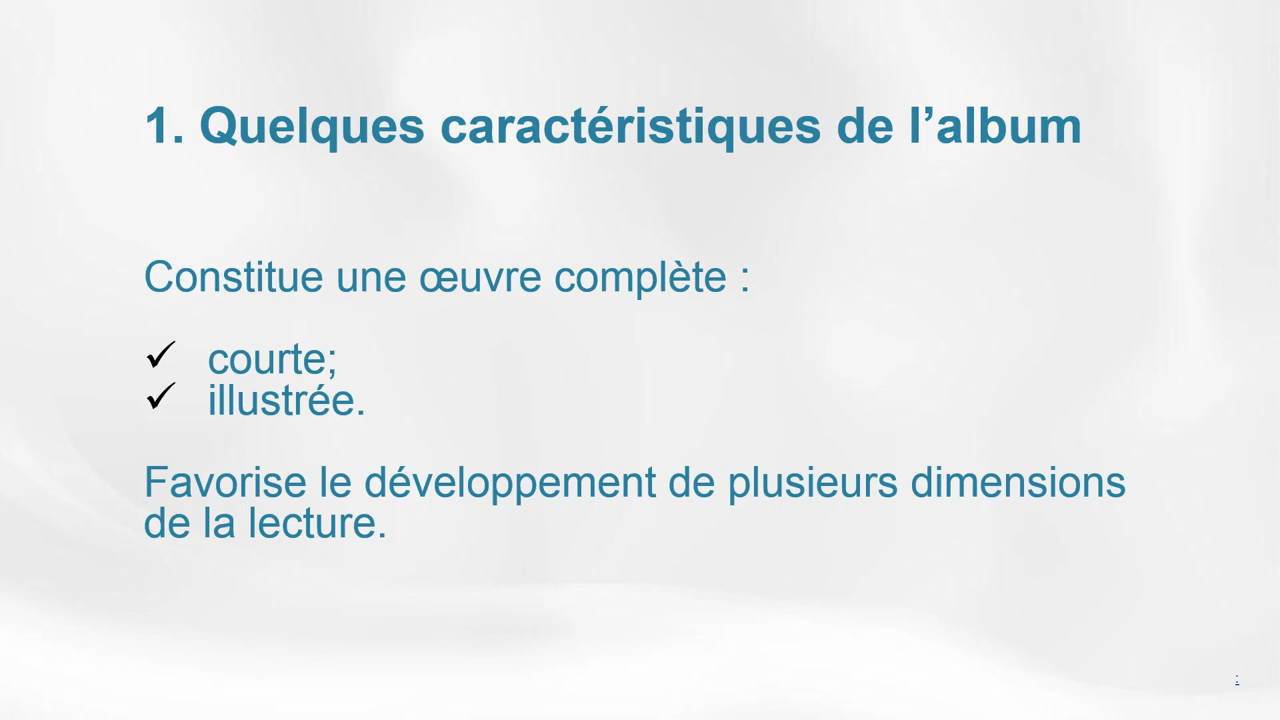 1. Quelques caractéristiques de l’album
Constitue une œuvre complète :
✓ courte;
✓ illustrée.
Favorise le développement de plusieurs dimensions
de la lecture.
: